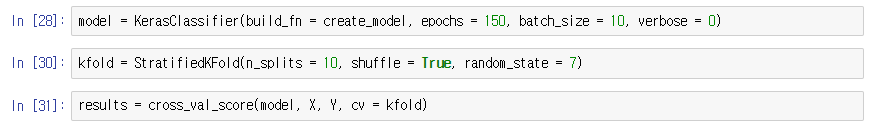 In [28]: model = KerasClassifier(build_fn = create_model, epochs = 150, batch_size = 10, verbose = 0)
In [30]: kfold = StratifiedKFold(n_splits = 10, shuffle = True, random_state = 7)
In [31]: results = cross_val_score(model, X, Y, cv = kfold)